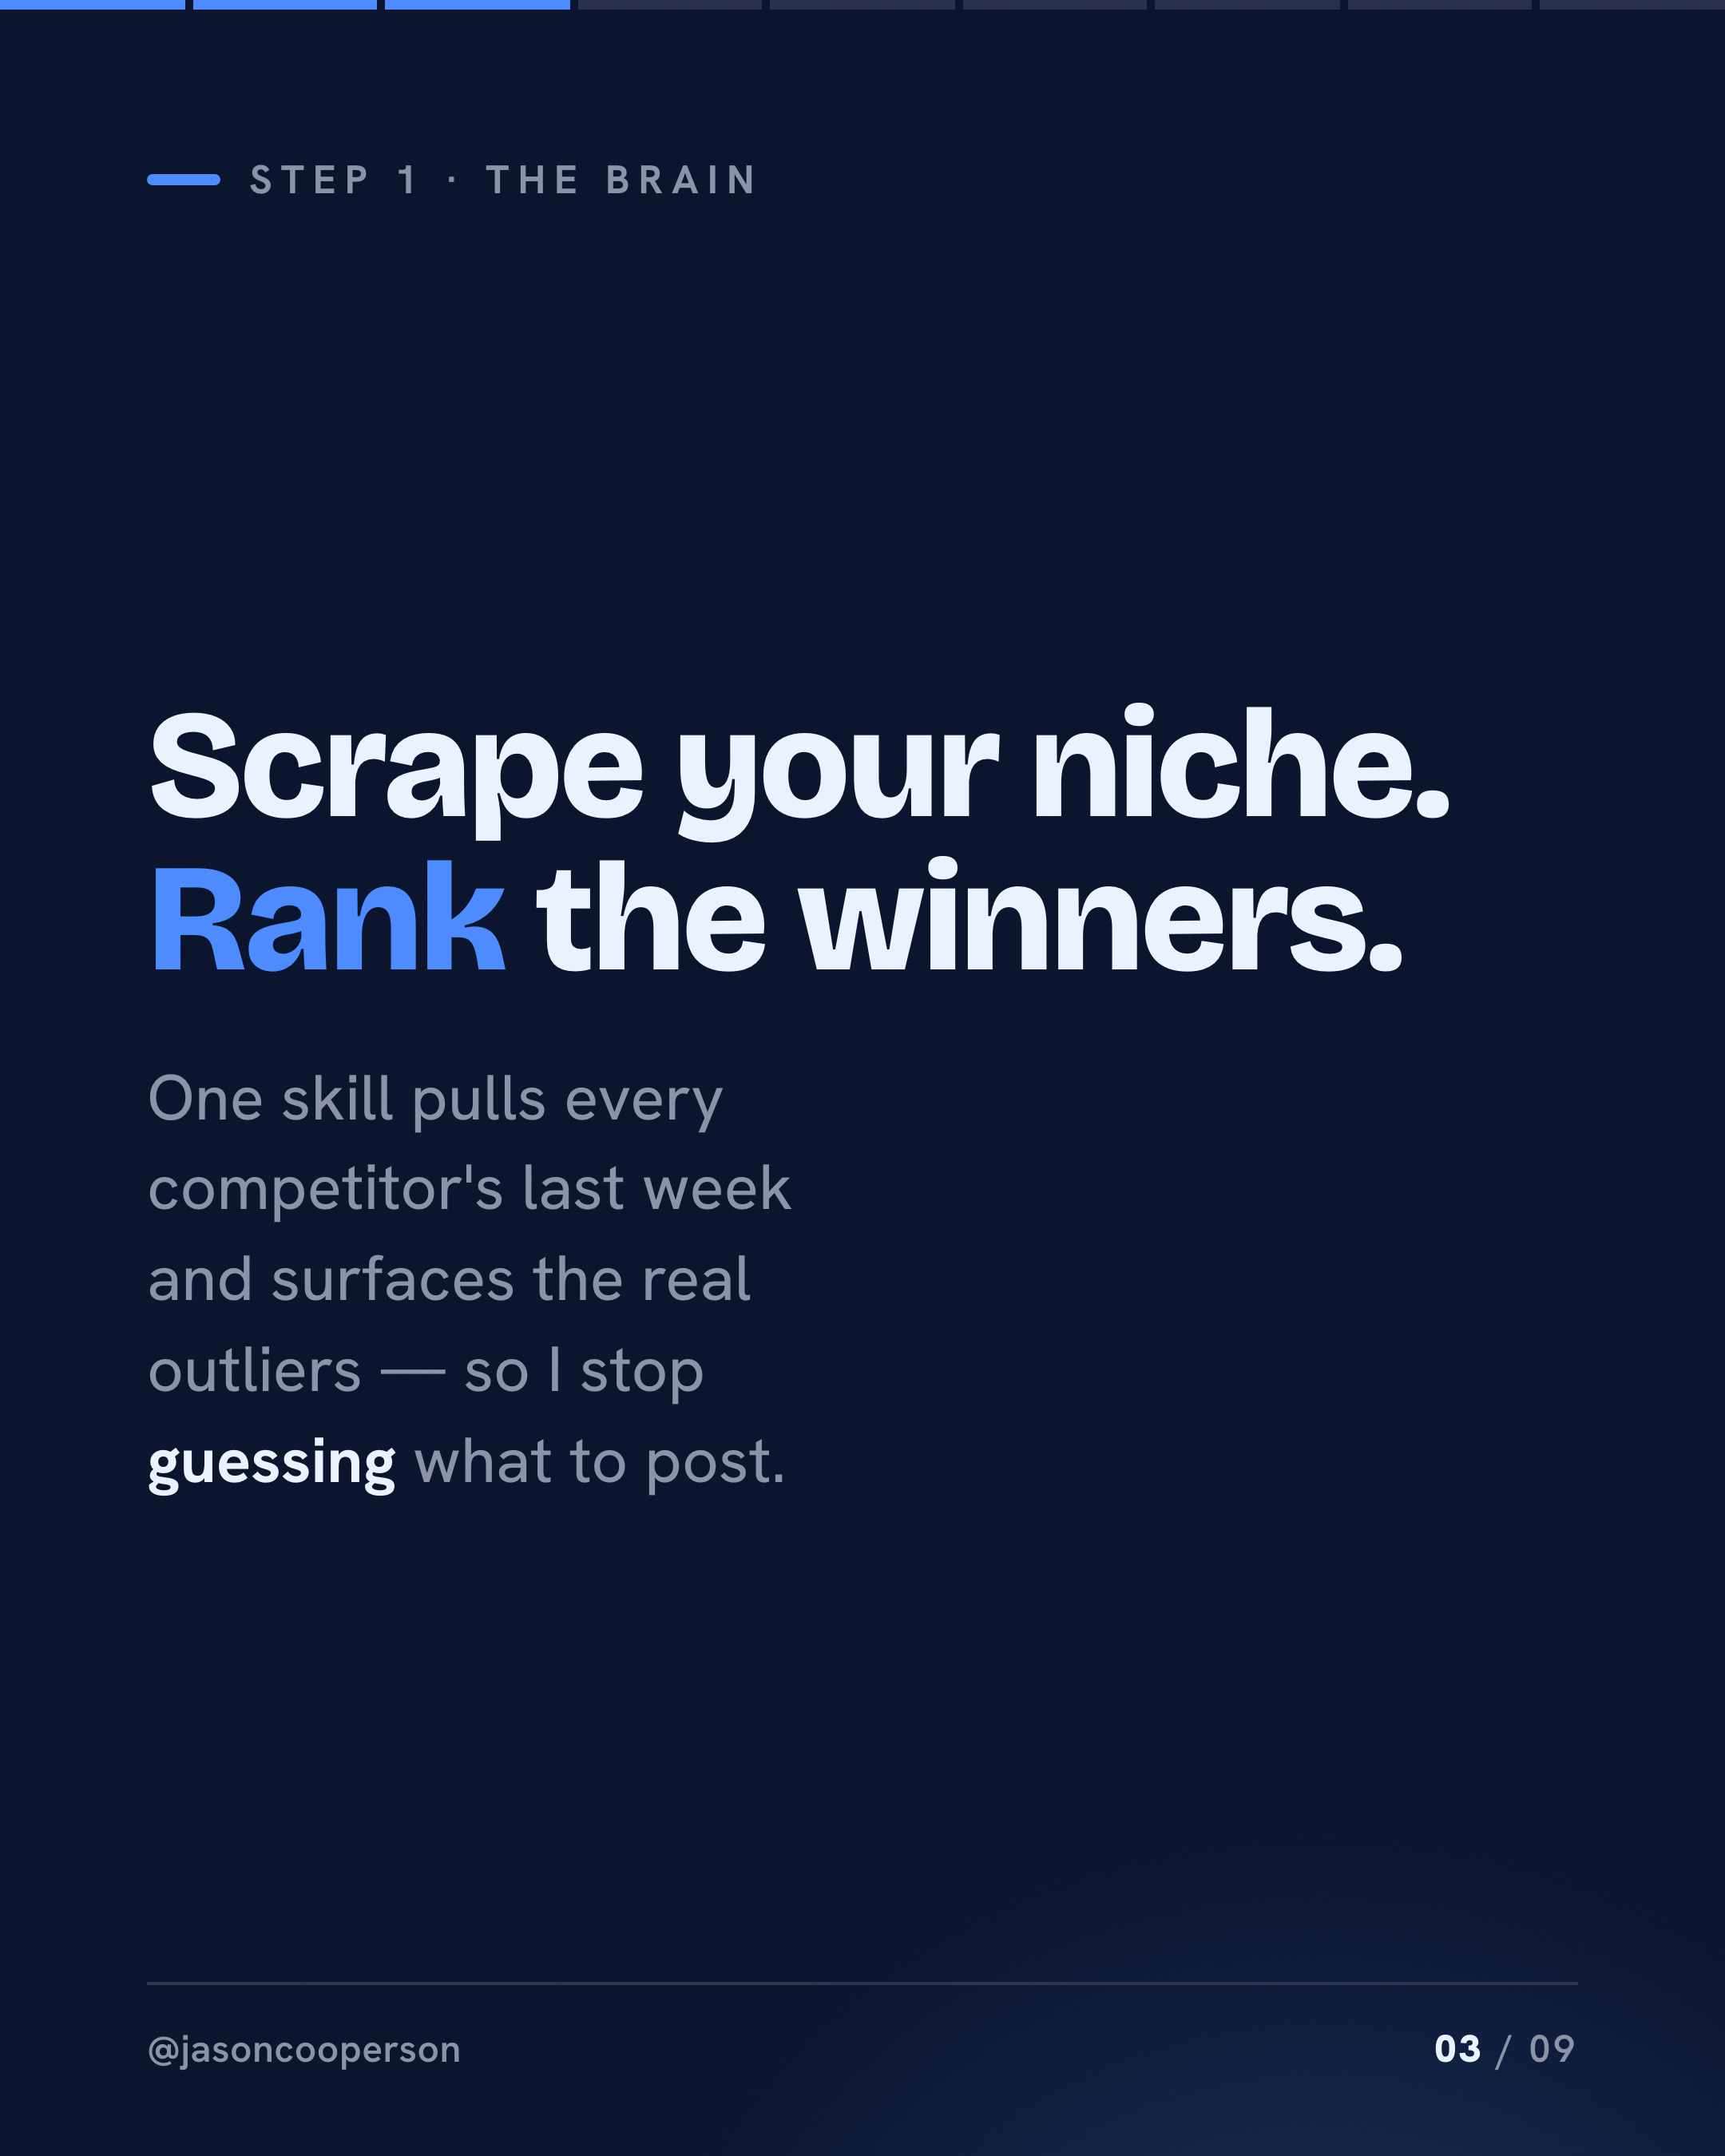 STEP 1 · THE BRAIN
Scrape your niche.
Rank the winners.
One skill pulls every
competitor's last week
and surfaces the real
outliers — so I stop
guessing what to post.
@jasoncooperson
03 / 09